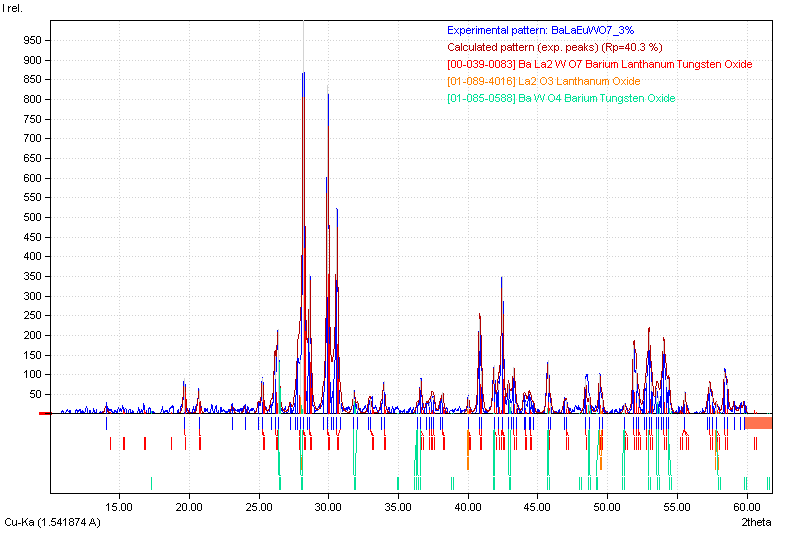 I rel.
Experimental pattern: BaLaEuWO7_3%
Calculated pattern (exp. peaks) (Rp=40.3 %)
[00-039-0083] Ba La2 W O7 Barium Lanthanum Tungsten Oxide
[01-089-4016] La2 O3 Lanthanum Oxide
[01-085-0588] Ba W O4 Barium Tungsten Oxide
950
900
850
800
750
700
650
600
550
500
450
400
350
300
250
200
150
100
50
15.00 20.00 25.00 30.00 35.00 40.00 45.00 50.00 55.00 60.00
Cu-Ka (1.541874 A) 2theta